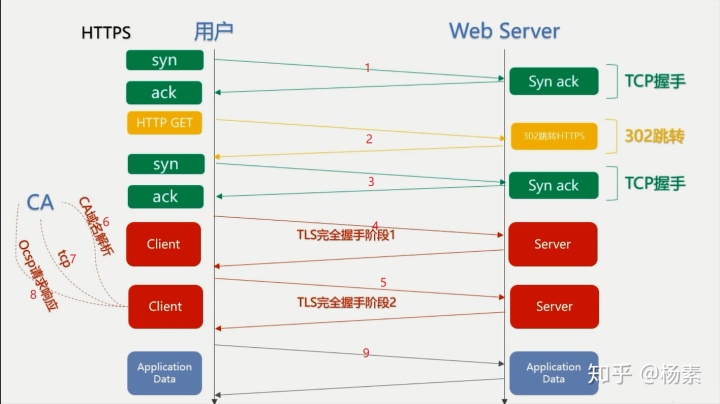 HTTPS
用户
Web Server
syn
1
Syn ack
TCP握手
ack
HTTP GET
2
302跳转HTTPS
302跳转
syn
3
Syn ack
TCP握手
ack
CA
CA域名解析
6
tcp
7
Ocsp请求响应
8
Client
4
TLS完全握手阶段1
Server
Client
5
TLS完全握手阶段2
Server
Application
Data
9
Application
Data
知乎 @杨素